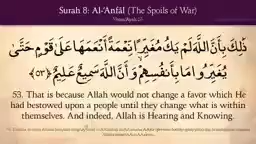 Surah 8: Al-'Anfāl (The Spoils of War)
ذَٰلِكَ بِأَنَّ ٱللَّهَ لَمْ يَكُ مُغَيِّرًا نِّعْمَةً أَنْعَمَهَا عَلَىٰ قَوْمٍ حَتَّىٰ
يُغَيِّرُوا۟ مَا بِأَنفُسِهِمْ وَأَنَّ ٱللَّهَ سَمِيعٌ عَلِيمٌ ﴿٥٣﴾
53. That is because Allah would not change a favor which He
had bestowed upon a people until they change what is within
themselves. And indeed, Allah is Hearing and Knowing.